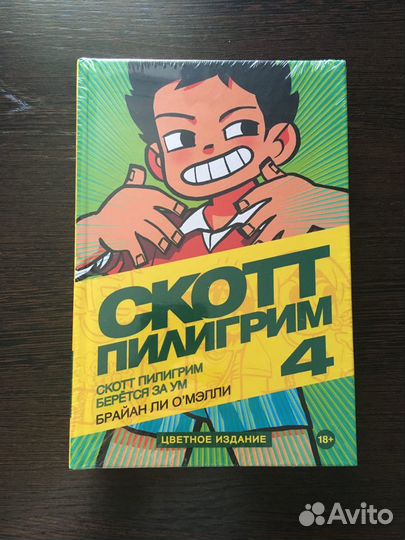 СКОТТ
ПИЛИГРИМ
4
СКОТТ ПИЛИГРИМ
БЕРЁТСЯ ЗА УМ
БРАЙАН ЛИ О'МЭЛЛИ
ЦВЕТНОЕ ИЗДАНИЕ
18+
Avito